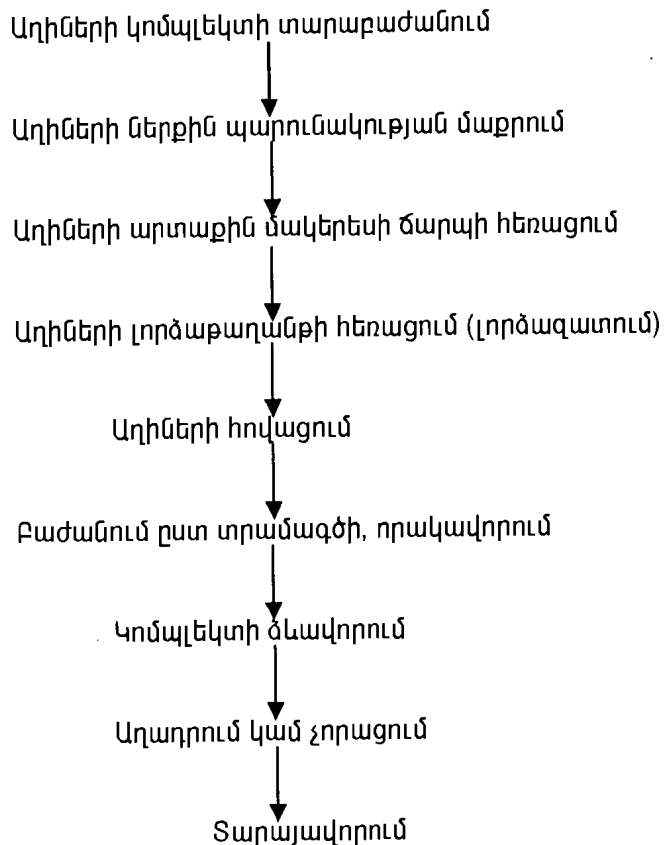 Աղիների կոմպլեկտի տարաբաժանում
Աղիների ներքին պարունակության մաքրում
Աղիների արտաքին մակերեսի ճարպի հեռացում
Աղիների լորձաթաղանթի հեռացում (լորձազատում)
Աղիների հովացում
Բաժանում ըստ տրամագծի, որակավորում
Կոմպլեկտի ձևավորում
Աղադրում կամ չորացում
Տարայավորում